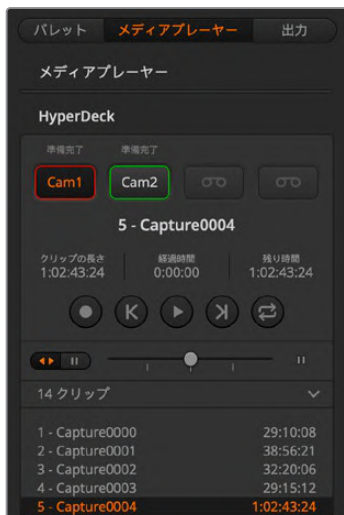 パレット メディアプレーヤー 出力
メディアプレーヤー
HyperDeck
準備完了 準備完了
Cam1 Cam2
5 - Capture0004
クリップの長さ 経過時間 残り時間
1:02:43:24 0:00:00 1:02:43:24
14 クリップ
1 - Capture0000 29:10:08
2 - Capture0001 38:56:21
3 - Capture0002 32:20:06
4 - Capture0003 29:15:12
5 - Capture0004 1:02:43:24